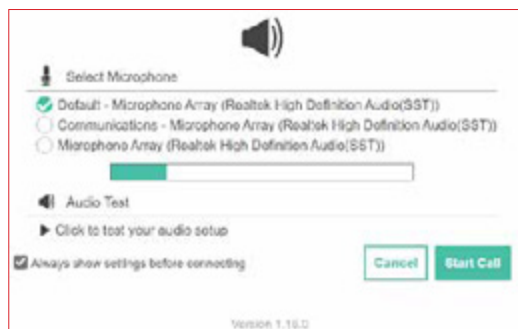 Select Microphone
Default - Microphone Array (Realtek High Definition Audio(SST))
Communications - Microphone Array (Realtek High Definition Audio(SST))
Microphone Array (Realtek High Definition Audio(SST))
Audio Test
Click to test your audio setup
Always show settings before connecting
Cancel
Start Call
Version 1.16.0